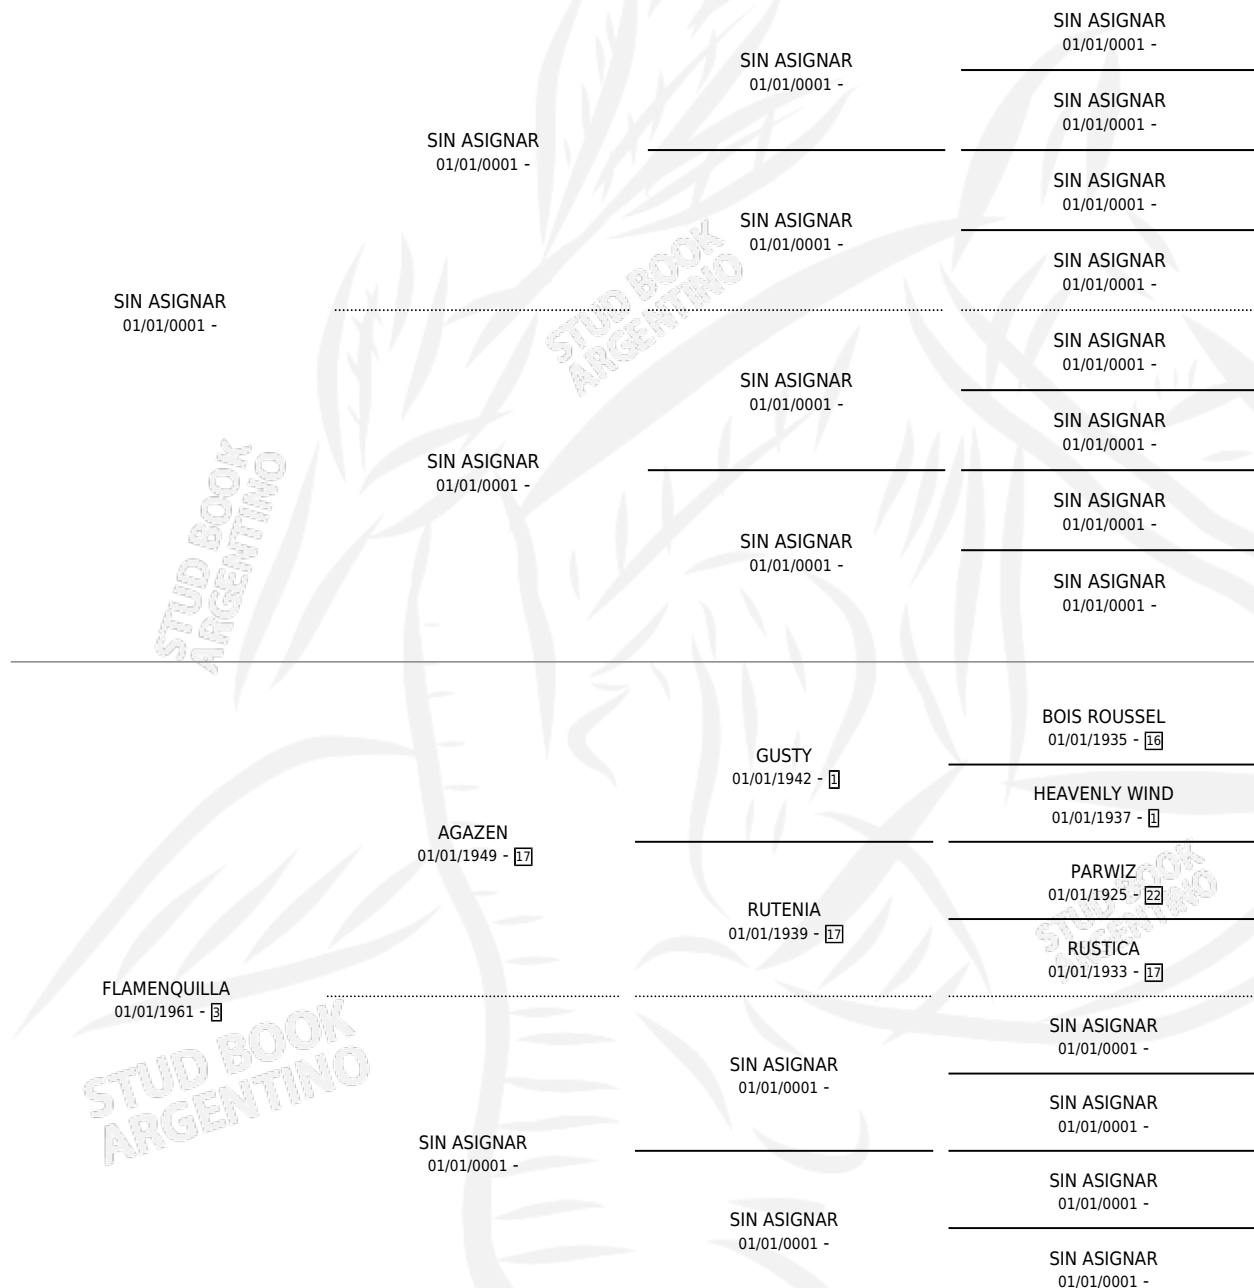 SIN ASIGNAR
01/01/0001 -
SIN ASIGNAR
01/01/0001 -
SIN ASIGNAR
01/01/0001 -
SIN ASIGNAR
01/01/0001 -
SIN ASIGNAR
01/01/0001 -
SIN ASIGNAR
01/01/0001 -
SIN ASIGNAR
01/01/0001 -
STUD BOOK
ARGENTINO
SIN ASIGNAR
01/01/0001 -
SIN ASIGNAR
01/01/0001 -
SIN ASIGNAR
01/01/0001 -
SIN ASIGNAR
01/01/0001 -
SIN ASIGNAR
01/01/0001 -
SIN ASIGNAR
01/01/0001 -
STUD BOOK
ARGENTINO
SIN ASIGNAR
01/01/0001 -
SIN ASIGNAR
01/01/0001 -
SIN ASIGNAR
01/01/0001 -
BOIS ROUSSEL
01/01/1935 - 16
GUSTY
01/01/1942 - 1
HEAVENLY WIND
01/01/1937 - 1
AGAZEN
01/01/1949 - 17
PARWIZ
01/01/1925 - 22
STUD BOOK
ARGENTINO
RUTENIA
01/01/1939 - 17
RUSTICA
01/01/1933 - 17
FLAMENQUILLA
01/01/1961 - 3
STUD BOOK
ARGENTINO
SIN ASIGNAR
01/01/0001 -
SIN ASIGNAR
01/01/0001 -
SIN ASIGNAR
01/01/0001 -
SIN ASIGNAR
01/01/0001 -
SIN ASIGNAR
01/01/0001 -
SIN ASIGNAR
01/01/0001 -
SIN ASIGNAR
01/01/0001 -